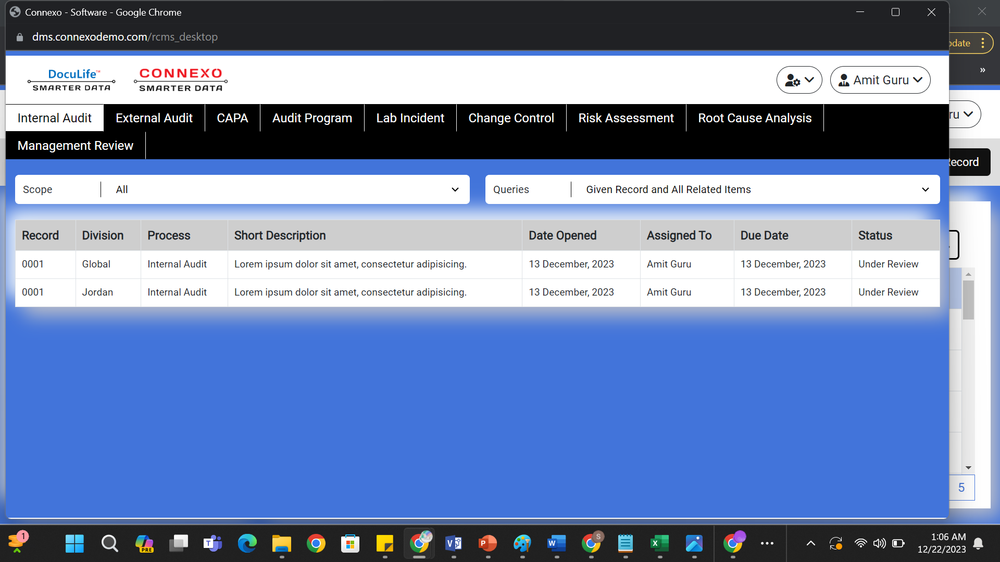 Connexo - Software - Google Chrome
dms.connexodemo.com/rcms_desktop
DocuLife™
SMARTER DATA
CONNEXO
SMARTER DATA
Amit Guru
Internal Audit
External Audit
CAPA
Audit Program
Lab Incident
Change Control
Risk Assessment
Root Cause Analysis
Management Review
Scope All
Queries Given Record and All Related Items
Record Division Process Short Description Date Opened Assigned To Due Date Status
0001 Global Internal Audit Lorem ipsum dolor sit amet, consectetur adipisicing. 13 December, 2023 Amit Guru 13 December, 2023 Under Review
0001 Jordan Internal Audit Lorem ipsum dolor sit amet, consectetur adipisicing. 13 December, 2023 Amit Guru 13 December, 2023 Under Review
5
1
PRE
T
V
P
W
S
X
1:06 AM
12/22/2023